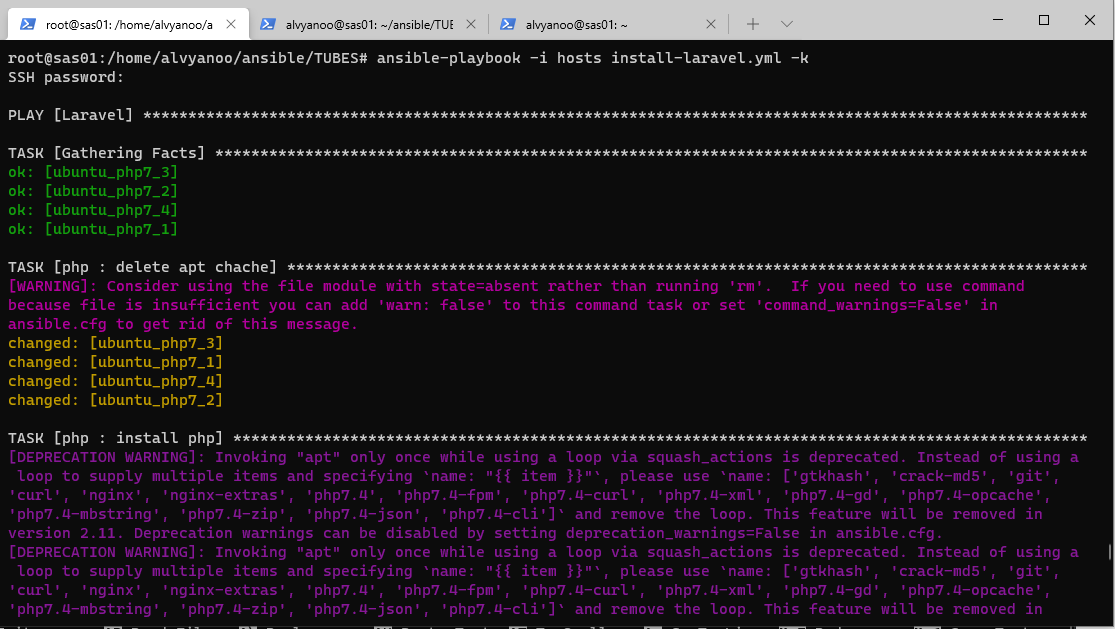 root@sas01: /home/alvyanoo/a
alvyanoo@sas01: ~/ansible/TUB
alvyanoo@sas01: ~
root@sas01:/home/alvyanoo/ansible/TUBES# ansible-playbook -i hosts install-laravel.yml -k
SSH password:
PLAY [Laravel] *********************************************************************************************************
TASK [Gathering Facts] *************************************************************************************************
ok: [ubuntu_php7_3]
ok: [ubuntu_php7_2]
ok: [ubuntu_php7_4]
ok: [ubuntu_php7_1]
TASK [php : delete apt chache] *****************************************************************************************
[WARNING]: Consider using the file module with state=absent rather than running 'rm'.  If you need to use command
because file is insufficient you can add 'warn: false' to this command task or set 'command_warnings=False' in
ansible.cfg to get rid of this message.
changed: [ubuntu_php7_3]
changed: [ubuntu_php7_1]
changed: [ubuntu_php7_4]
changed: [ubuntu_php7_2]
TASK [php : install php] ***********************************************************************************************
[DEPRECATION WARNING]: Invoking "apt" only once while using a loop via squash_actions is deprecated. Instead of using a
 loop to supply multiple items and specifying `name: "{{ item }}"`, please use `name: ['gtkhash', 'crack-md5', 'git',
'curl', 'nginx', 'nginx-extras', 'php7.4', 'php7.4-fpm', 'php7.4-curl', 'php7.4-xml', 'php7.4-gd', 'php7.4-opcache',
'php7.4-mbstring', 'php7.4-zip', 'php7.4-json', 'php7.4-cli']` and remove the loop. This feature will be removed in
version 2.11. Deprecation warnings can be disabled by setting deprecation_warnings=False in ansible.cfg.
[DEPRECATION WARNING]: Invoking "apt" only once while using a loop via squash_actions is deprecated. Instead of using a
 loop to supply multiple items and specifying `name: "{{ item }}"`, please use `name: ['gtkhash', 'crack-md5', 'git',
'curl', 'nginx', 'nginx-extras', 'php7.4', 'php7.4-fpm', 'php7.4-curl', 'php7.4-xml', 'php7.4-gd', 'php7.4-opcache',
'php7.4-mbstring', 'php7.4-zip', 'php7.4-json', 'php7.4-cli']` and remove the loop. This feature will be removed in